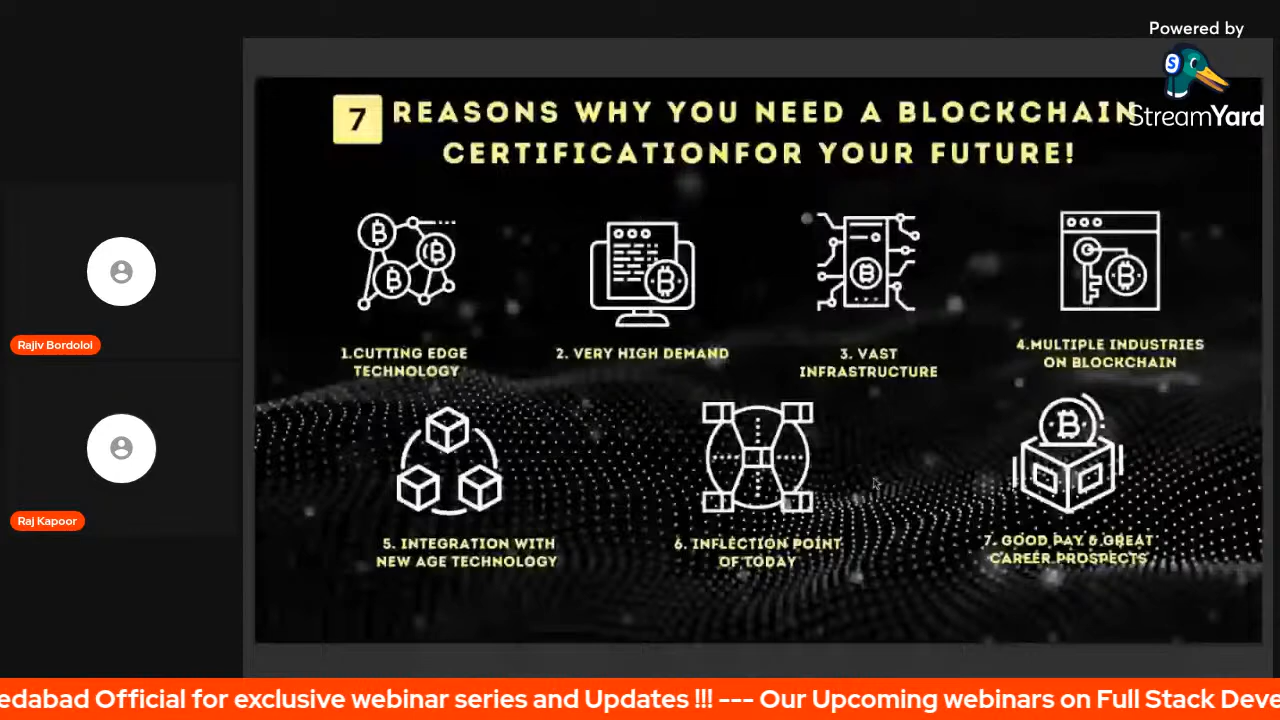 Powered by
StreamYard
7 REASONS WHY YOU NEED A BLOCKCHAIN
CERTIFICATIONFOR YOUR FUTURE!
1.CUTTING EDGE
TECHNOLOGY
2. VERY HIGH DEMAND
3. VAST
INFRASTRUCTURE
4.MULTIPLE INDUSTRIES
ON BLOCKCHAIN
5. INTEGRATION WITH
NEW AGE TECHNOLOGY
6. INFLECTION POINT
OF TODAY
7. GOOD PAY & GREAT
CAREER PROSPECTS
Rajiv Bordoloi
Raj Kapoor
edabad Official for exclusive webinar series and Updates !!! --- Our Upcoming webinars on Full Stack Deve